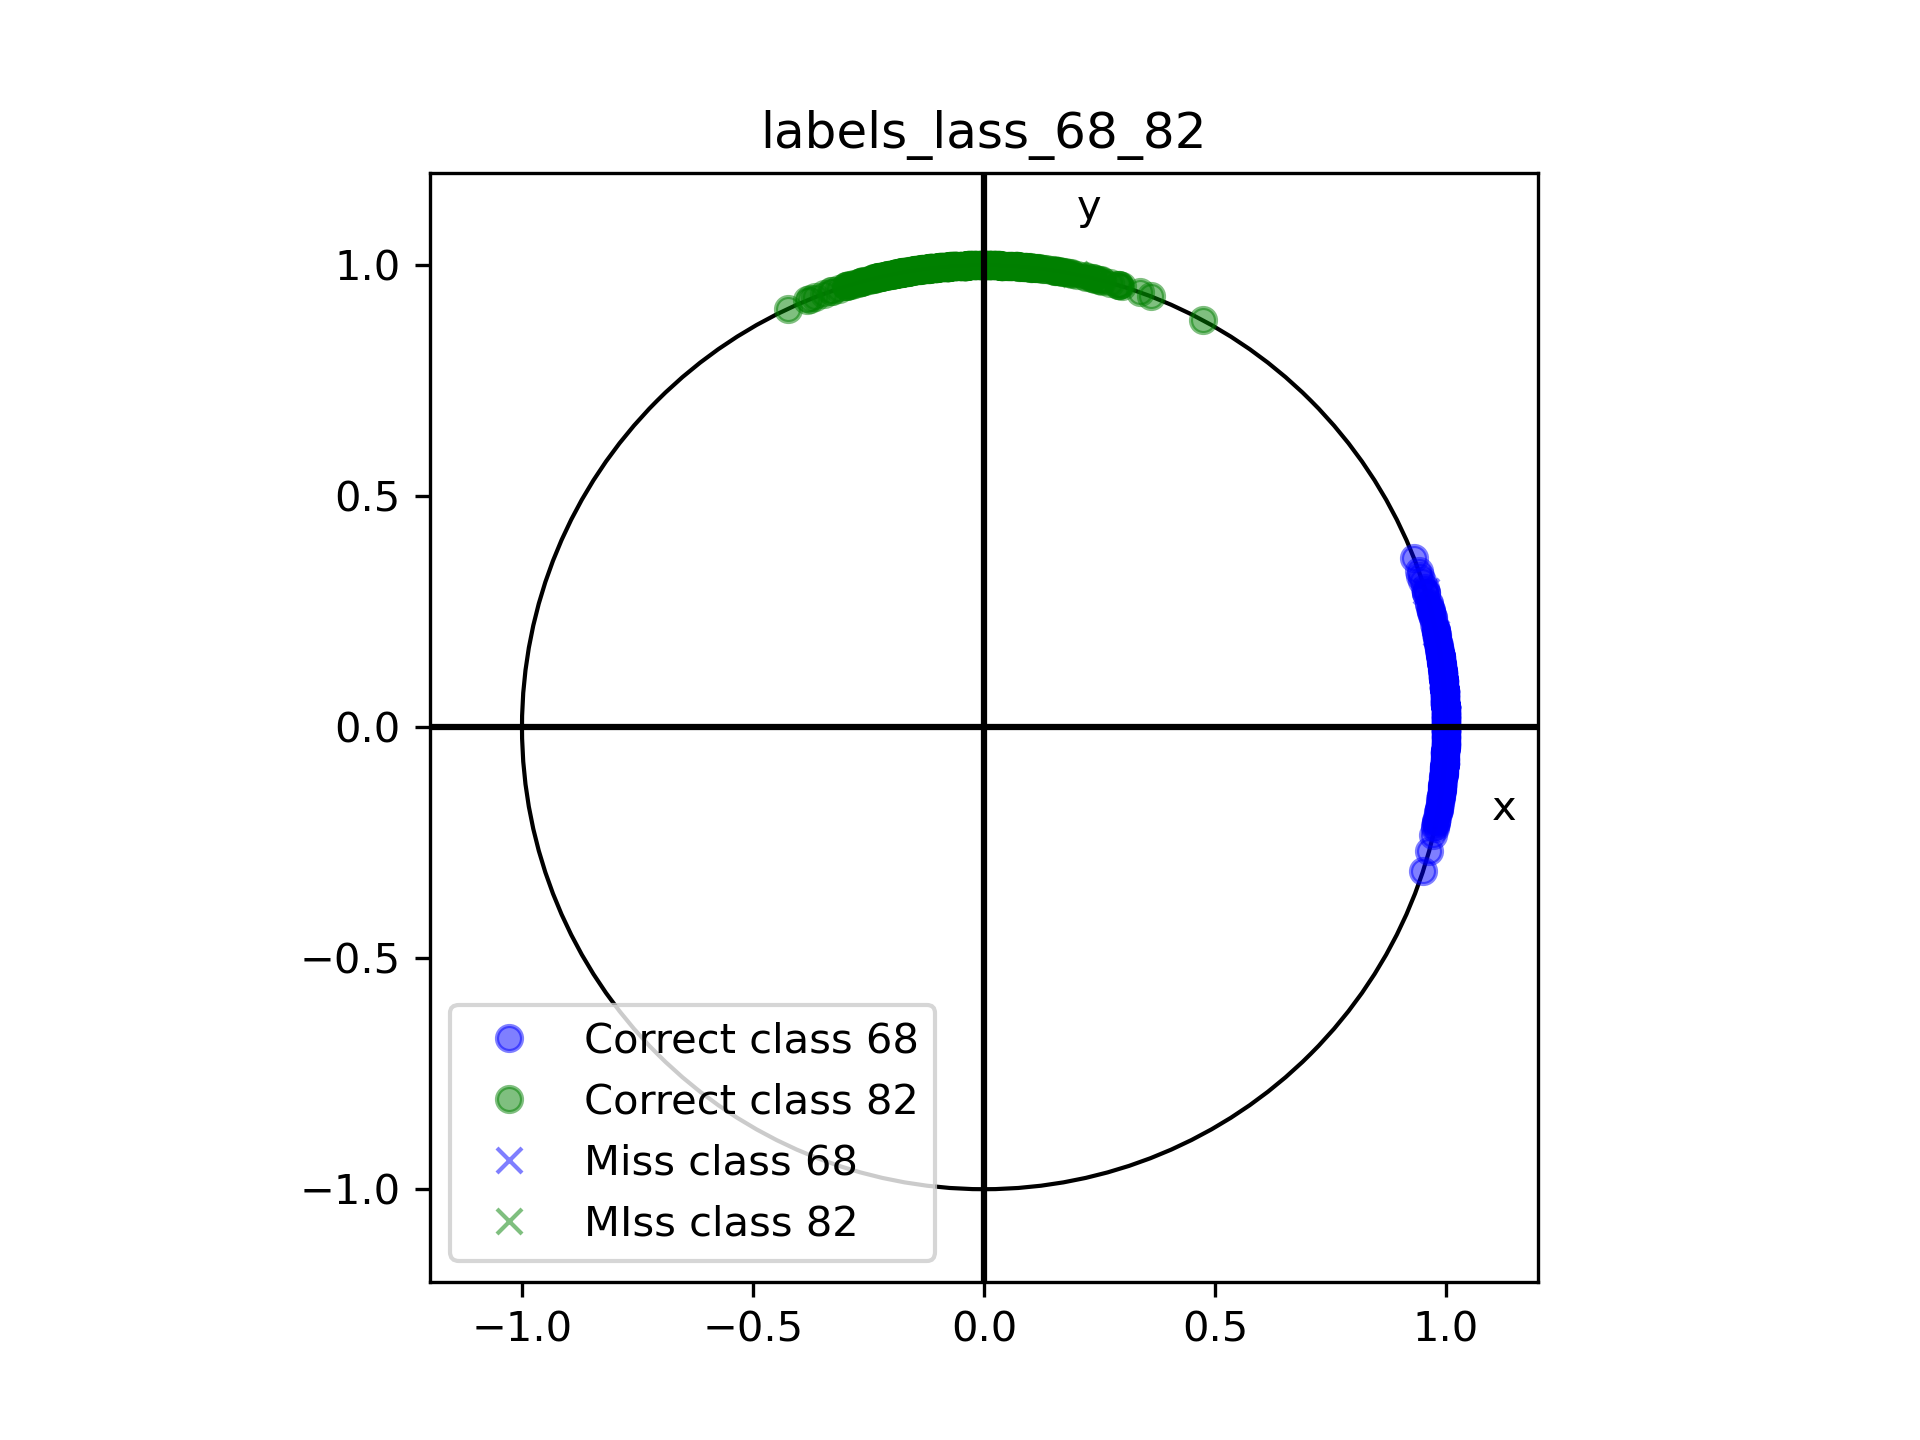 labels_lass_68_82
y
1.0
0.5
0.0
−0.5
−1.0
x
Correct class 68
Correct class 82
Miss class 68
MIss class 82
−1.0 −0.5 0.0 0.5 1.0